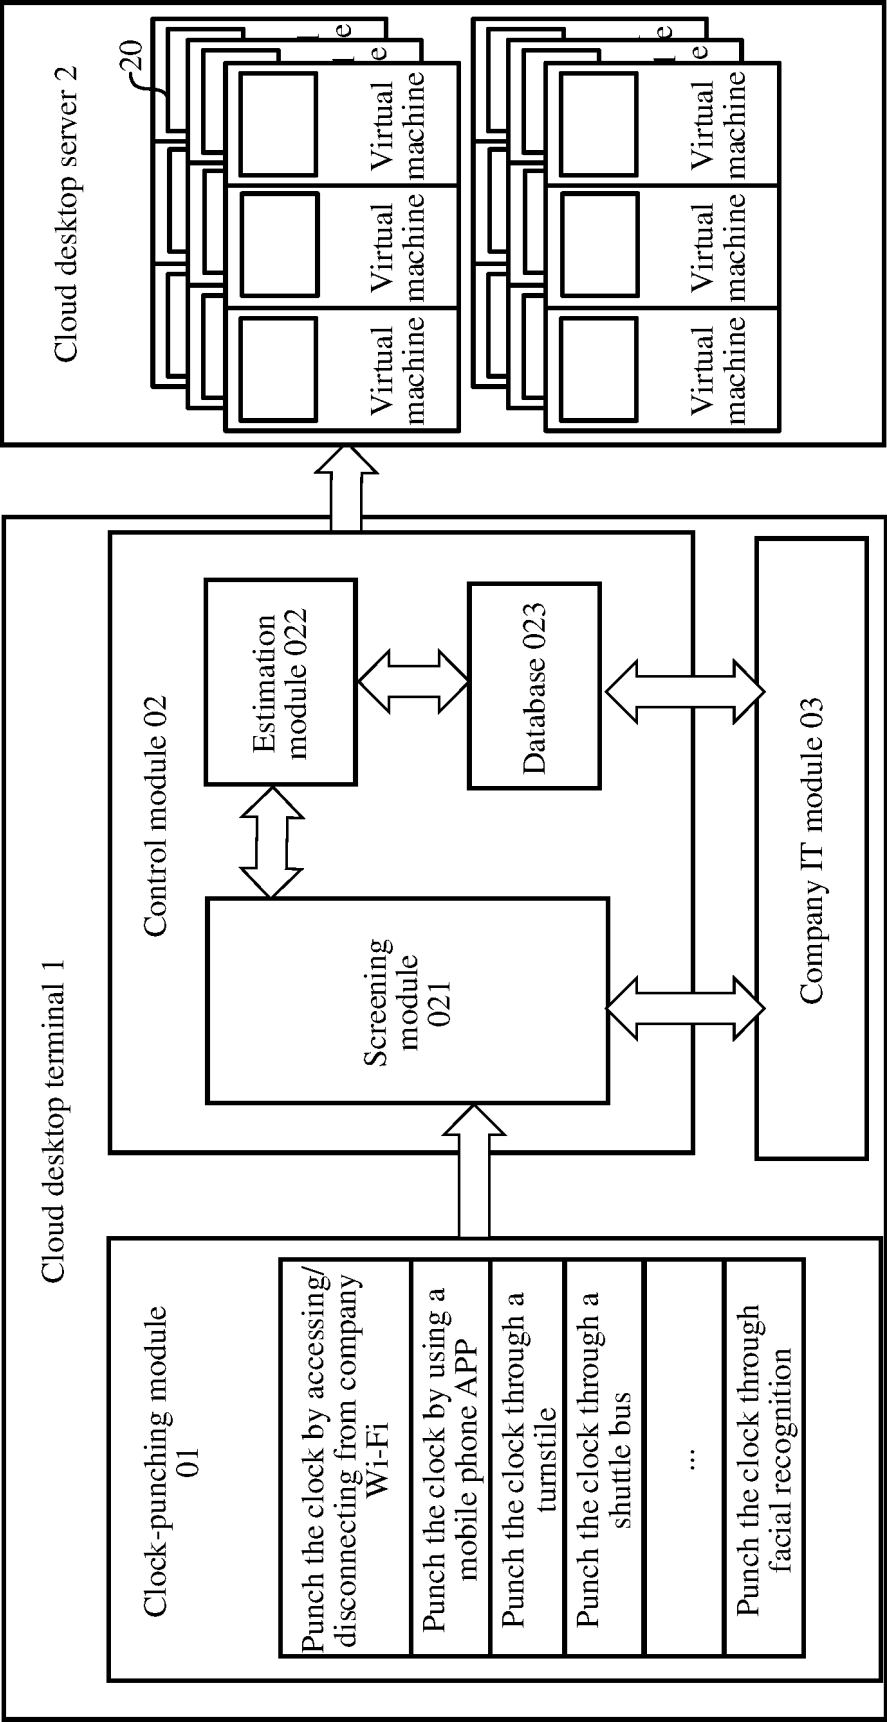 Cloud desktop terminal 1
Clock-punching module
01
Punch the clock by accessing/
disconnecting from company
Wi-Fi
Punch the clock by using a
mobile phone APP
Punch the clock through a
turnstile
Punch the clock through a
shuttle bus
...
Punch the clock through
facial recognition
Control module 02
Screening
module
021
Estimation
module 022
Database 023
Company IT module 03
Cloud desktop server 2
20
Virtual
machine
Virtual
machine
Virtual
machine
Virtual
machine
Virtual
machine
Virtual
machine